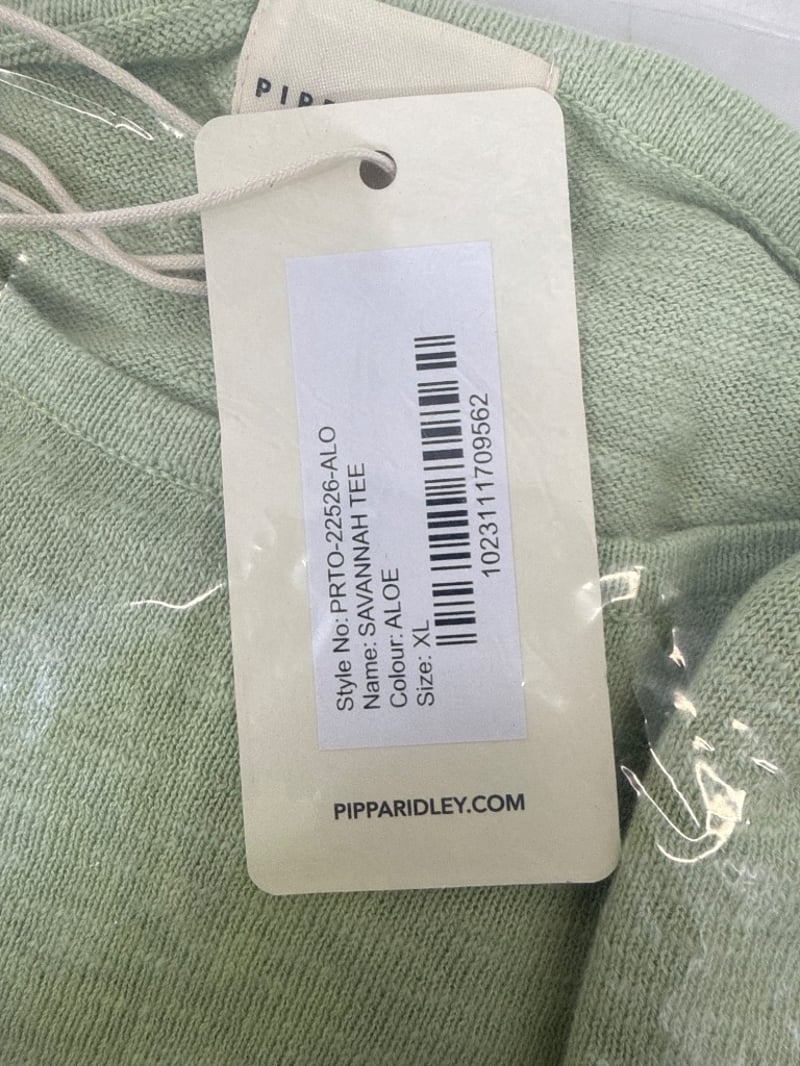 Style No: PRTO-22526-ALO
Name: SAVANNAH TEE
Colour: ALOE
Size: XL
1023111709562
PIPPARIDLEY.COM